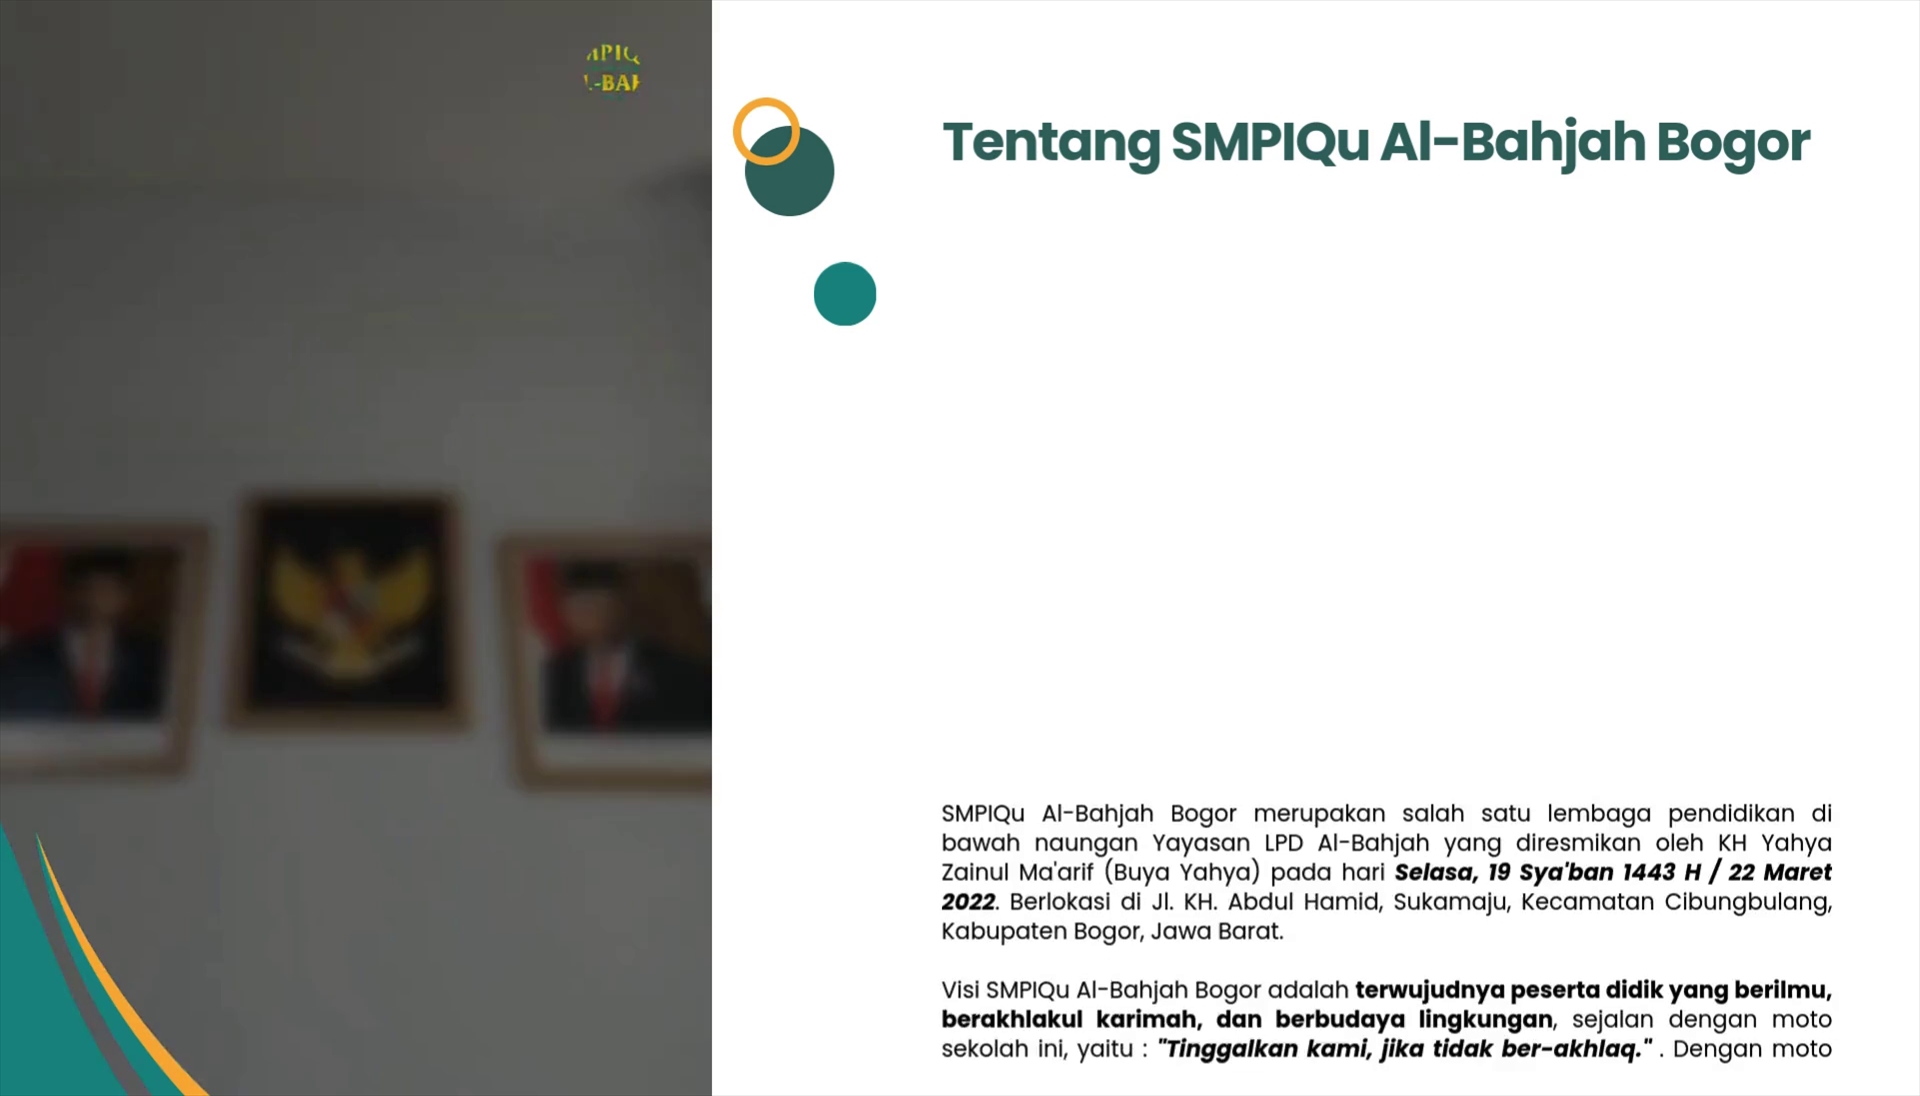 Tentang SMPIQu Al-Bahjah Bogor
SMPIQu Al-Bahjah Bogor merupakan salah satu lembaga pendidikan di
bawah naungan Yayasan LPD Al-Bahjah yang diresmikan oleh KH Yahya
Zainul Ma'arif (Buya Yahya) pada hari Selasa, 19 Sya'ban 1443 H / 22 Maret
2022. Berlokasi di Jl. KH. Abdul Hamid, Sukamaju, Kecamatan Cibungbulang,
Kabupaten Bogor, Jawa Barat.
Visi SMPIQu Al-Bahjah Bogor adalah terwujudnya peserta didik yang berilmu,
berakhlakul karimah, dan berbudaya lingkungan, sejalan dengan moto
sekolah ini, yaitu : "Tinggalkan kami, jika tidak ber-akhlaq." . Dengan moto